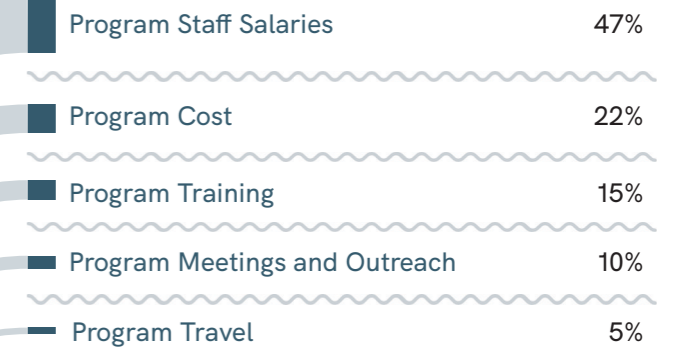 Program Staff Salaries 47%
Program Cost 22%
Program Training 15%
Program Meetings and Outreach 10%
Program Travel 5%